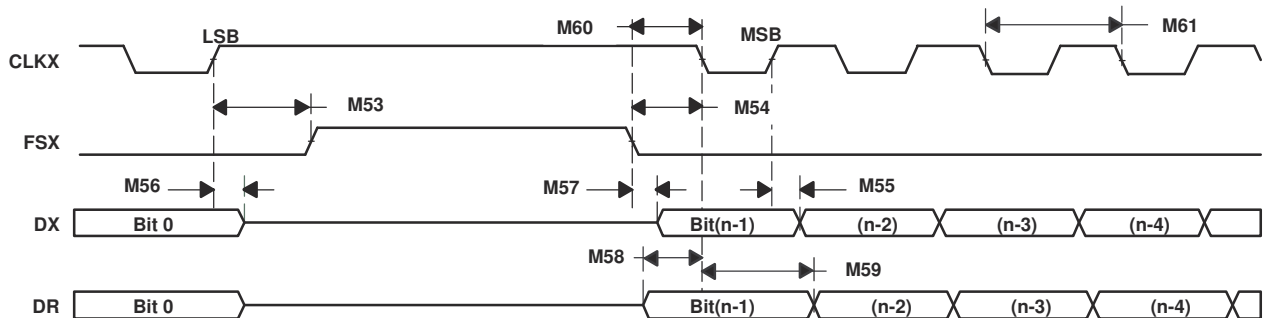 LSB M60 MSB M61
CLKX
M53 M54
FSX
M56 M57 M55
DX Bit 0 Bit(n-1) (n-2) (n-3) (n-4)
M58 M59
DR Bit 0 Bit(n-1) (n-2) (n-3) (n-4)